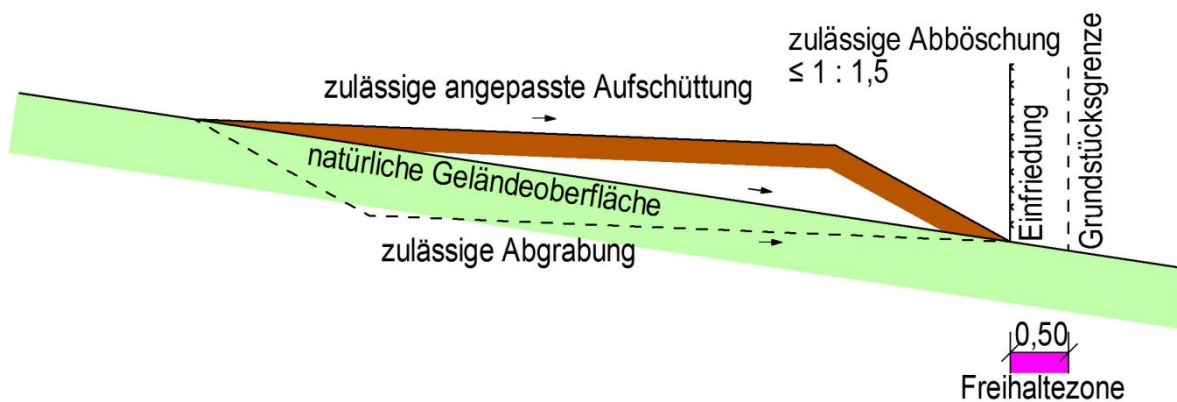 zulässige Abböschung
≤ 1 : 1,5
zulässige angepasste Aufschüttung
natürliche Geländeoberfläche
zulässige Abgrabung
Einfriedung
Grundstücksgrenze
0,50
Freihaltezone